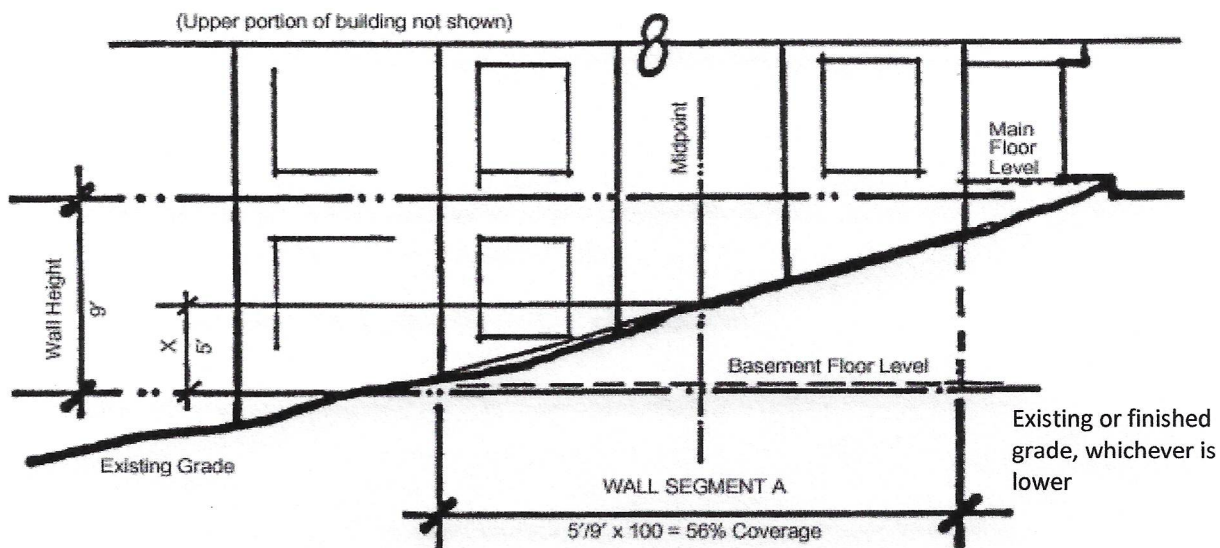 (Upper portion of building not shown)
8
Midpoint
Main
Floor
Level
Wall Height
9'
X
5'
Basement Floor Level
Existing or finished
grade, whichever is
lower
Existing Grade
WALL SEGMENT A
5'/9' x 100 = 56% Coverage